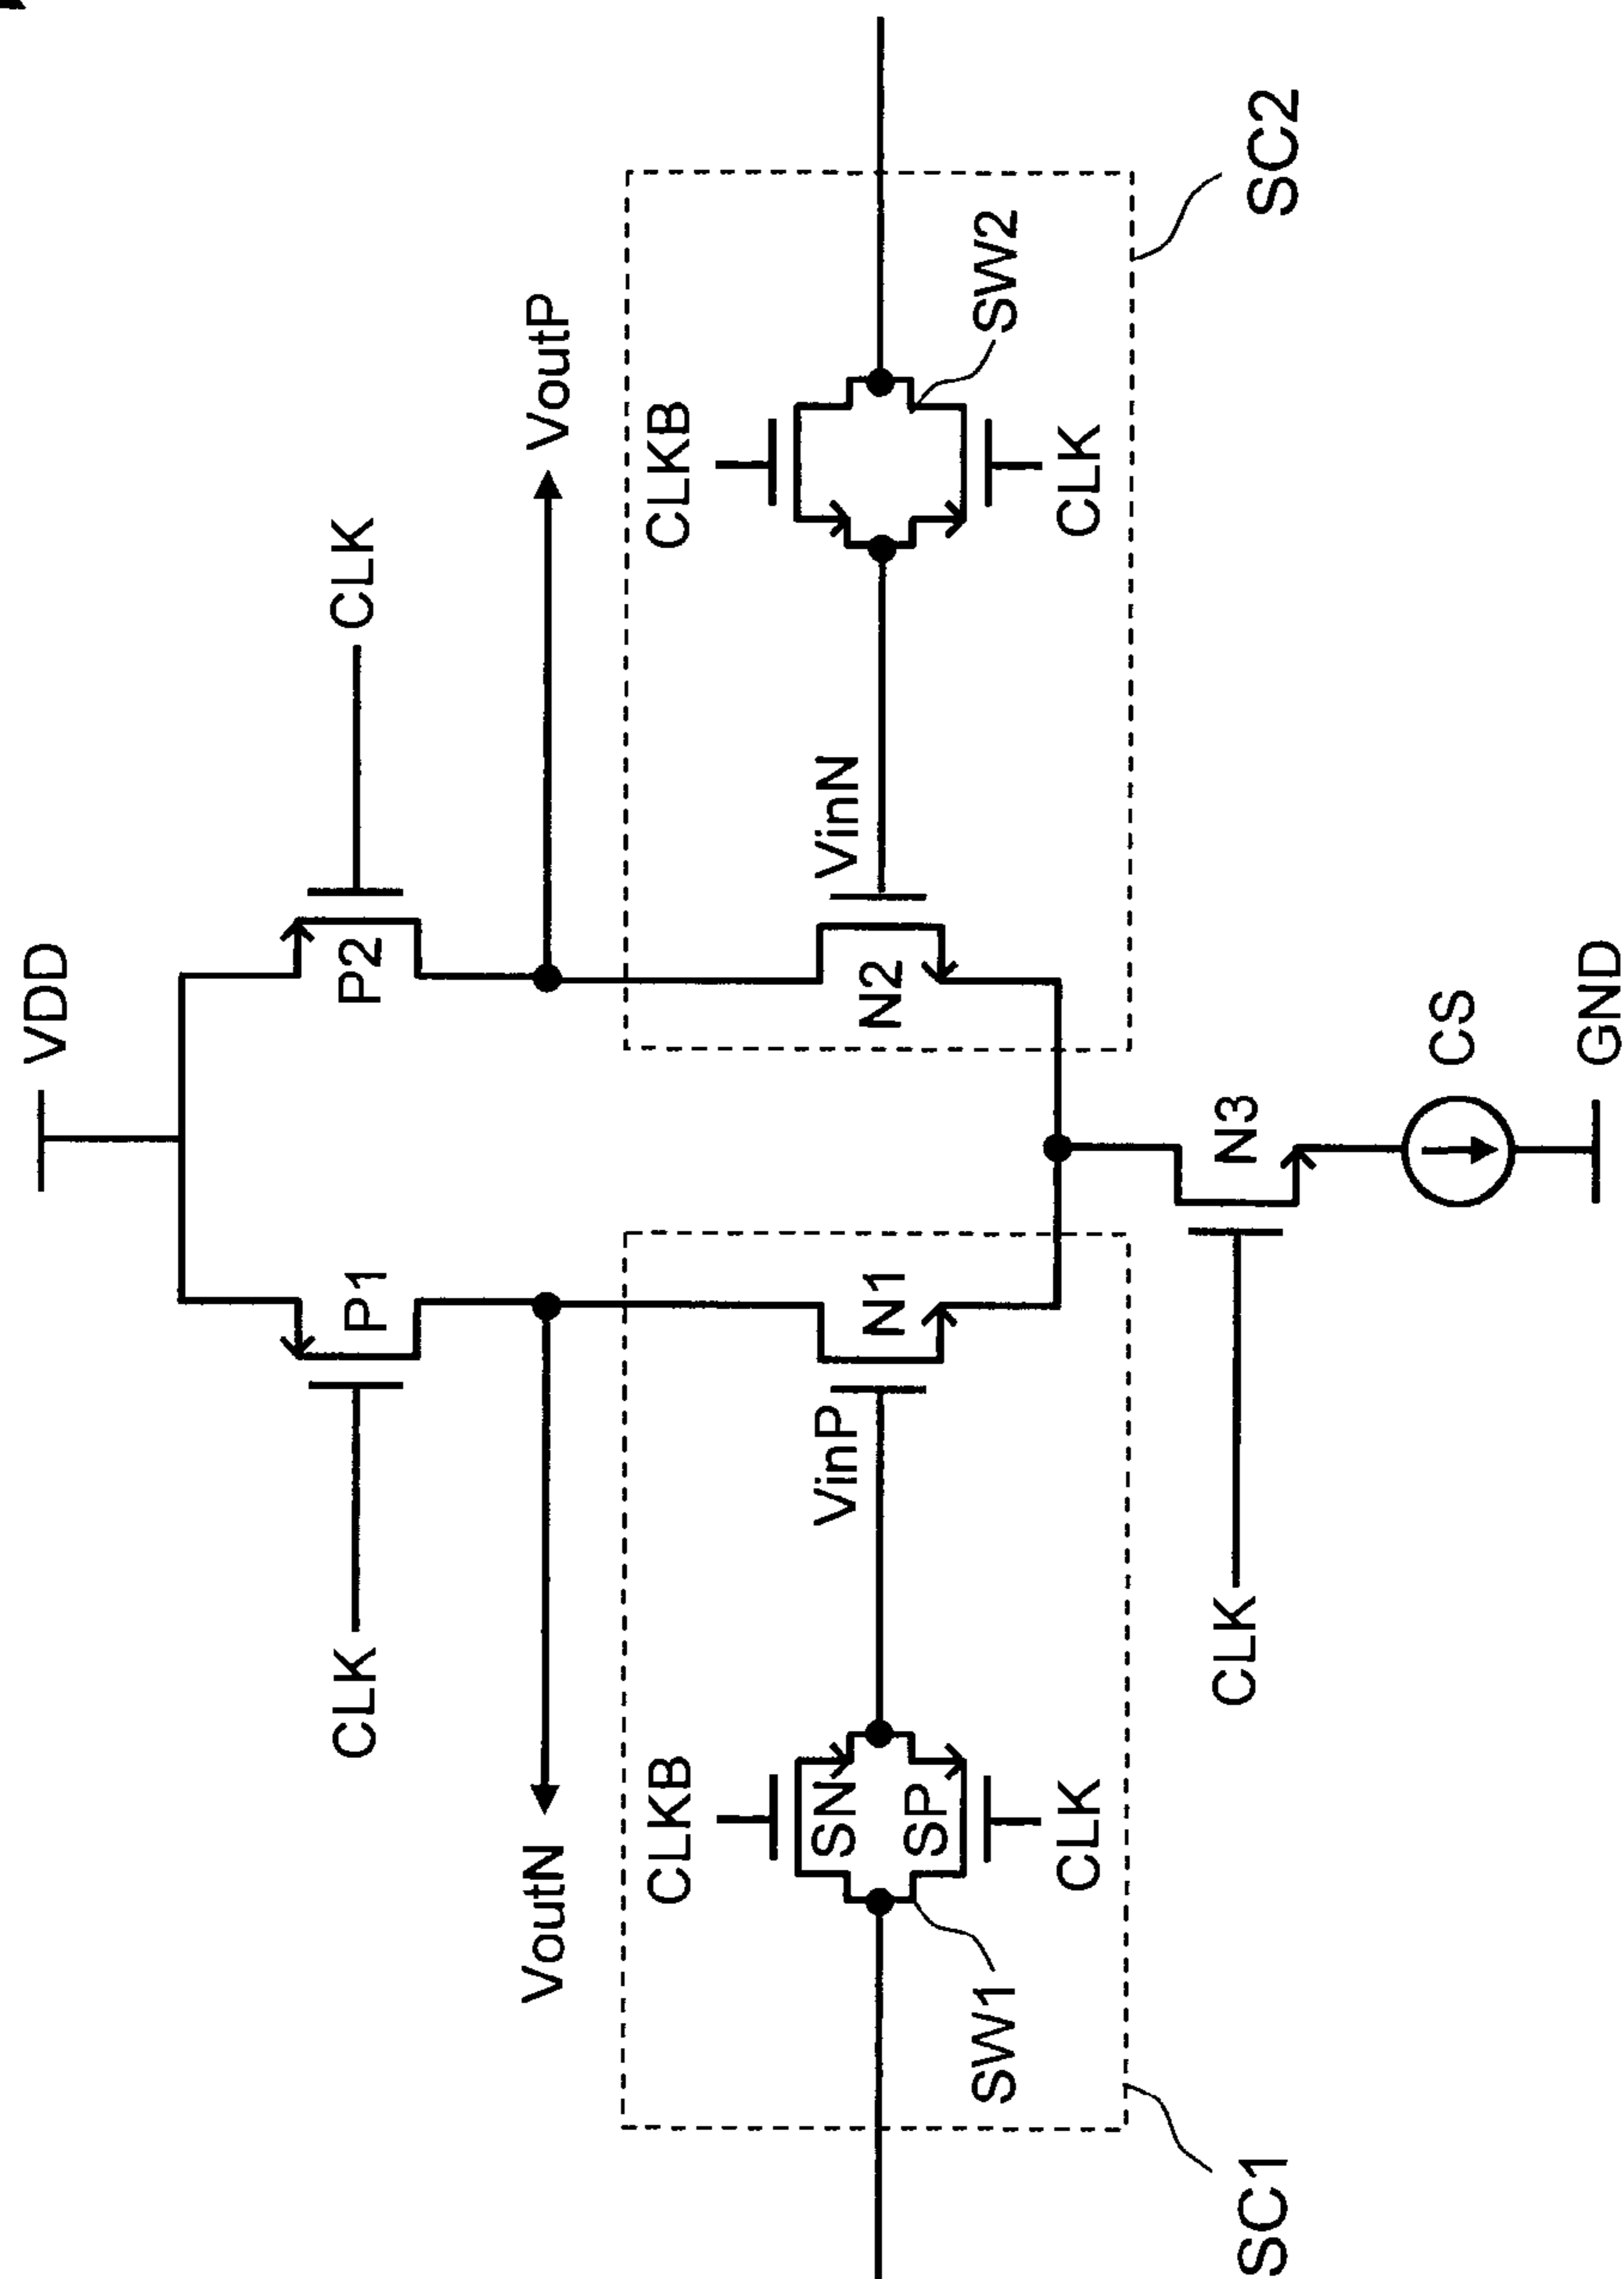 VDD
CLK
P1
P2
CLK
VoutN
VoutP
CLKB
SN
SP
CLK
SW1
VinP
N1
N2
VinN
CLKB
CLK
SW2
SC1
SC2
CLK
N3
CS
GND